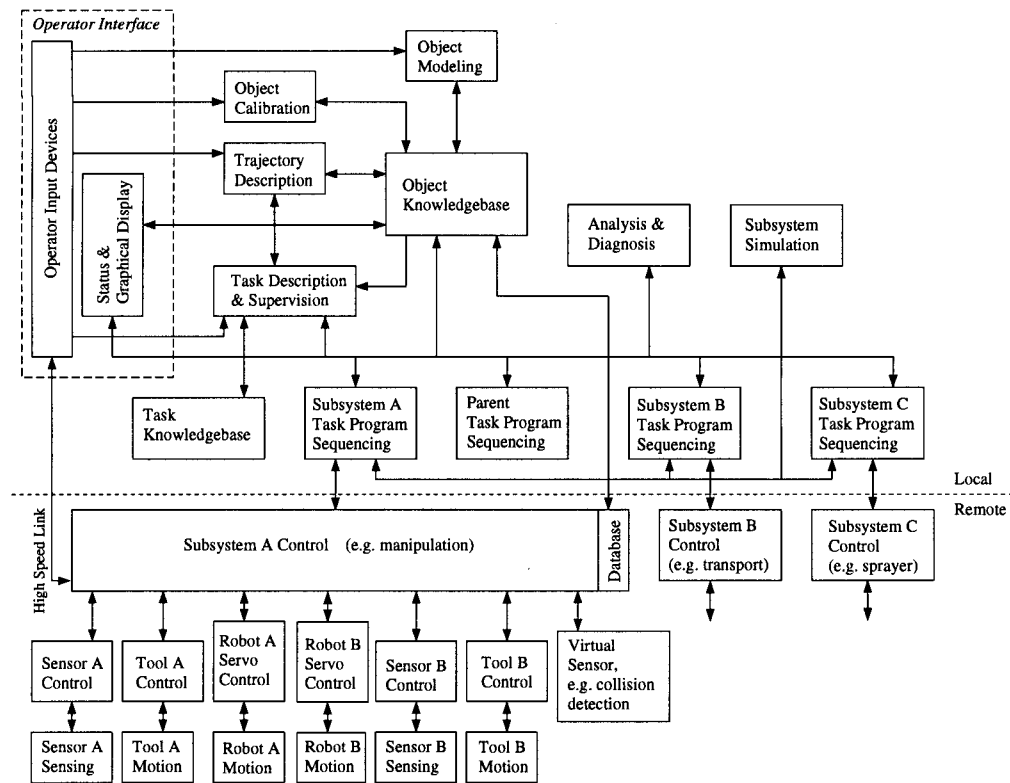 Operator Interface
Operator Input Devices
Status &
Graphical Display
Object
Modeling
Object
Calibration
Trajectory
Description
Object
Knowledgebase
Task Description
& Supervision
Analysis &
Diagnosis
Subsystem
Simulation
Task
Knowledgebase
Subsystem A
Task Program
Sequencing
Parent
Task Program
Sequencing
Subsystem B
Task Program
Sequencing
Subsystem C
Task Program
Sequencing
Local
Remote
High Speed Link
Subsystem A Control (e.g. manipulation)
Database
Subsystem B
Control
(e.g. transport)
Subsystem C
Control
(e.g. sprayer)
Sensor A
Control
Tool A
Control
Robot A
Servo
Control
Robot B
Servo
Control
Sensor B
Control
Tool B
Control
Virtual
Sensor,
e.g. collision
detection
Sensor A
Sensing
Tool A
Motion
Robot A
Motion
Robot B
Motion
Sensor B
Sensing
Tool B
Motion